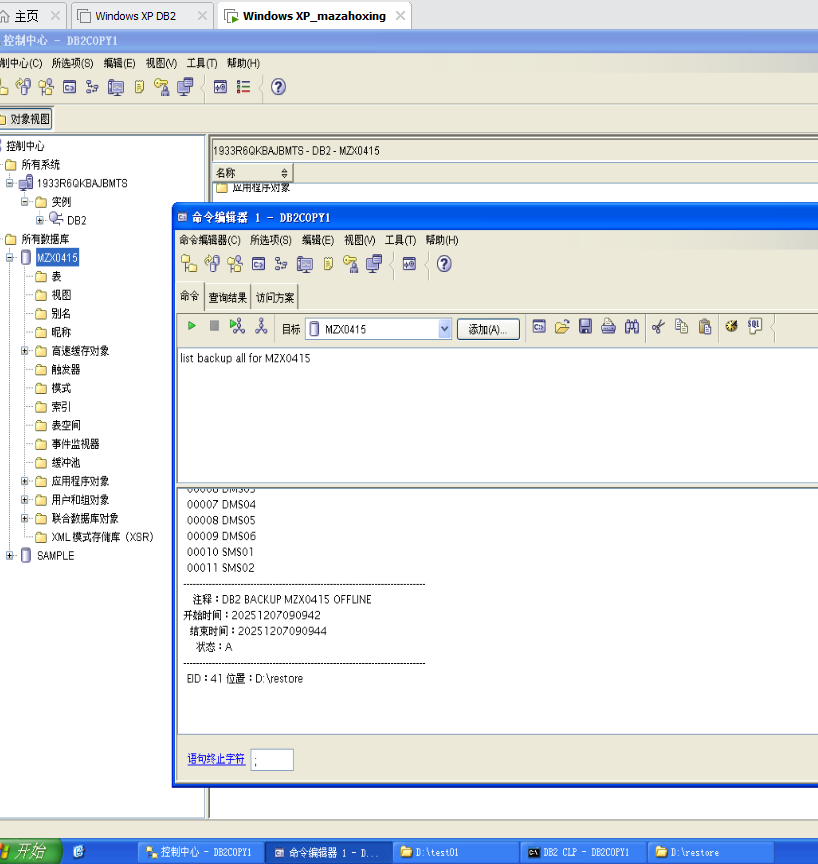 主页
Windows XP DB2
Windows XP_mazahoxing
控制中心 - DB2COPY1
制中心(C) 所选项(S) 编辑(E) 视图(V) 工具(T) 帮助(H)
对象视图
控制中心
所有系统
1933R6QKBAJBMTS
实例
DB2
所有数据库
MZX0415
表
视图
别名
昵称
高速缓存对象
触发器
模式
索引
表空间
事件监视器
缓冲池
应用程序对象
用户和组对象
联合数据库对象
XML 模式存储库 (XSR)
SAMPLE
1933R6QKBAJBMTS - DB2 - MZX0415
名称
应用程序对象
命令编辑器 1 - DB2COPY1
命令编辑器(C) 所选项(S) 编辑(E) 视图(V) 工具(T) 帮助(H)
命令 查询结果 访问方案
目标 MZX0415 添加(A)...
list backup all for MZX0415
00006 DMS03
00007 DMS04
00008 DMS05
00009 DMS06
00010 SMS01
00011 SMS02
----------------------------------------------------------------------------
注释：DB2 BACKUP MZX0415 OFFLINE
开始时间：20251207090942
结束时间：20251207090944
状态：A
----------------------------------------------------------------------------
EID：41 位置：D:\restore
语句终止字符 ;
开始 控制中心 - DB2COPY1 命令编辑器 1 - D... D:\test01 DB2 CLP - DB2COPY1 D:\restore